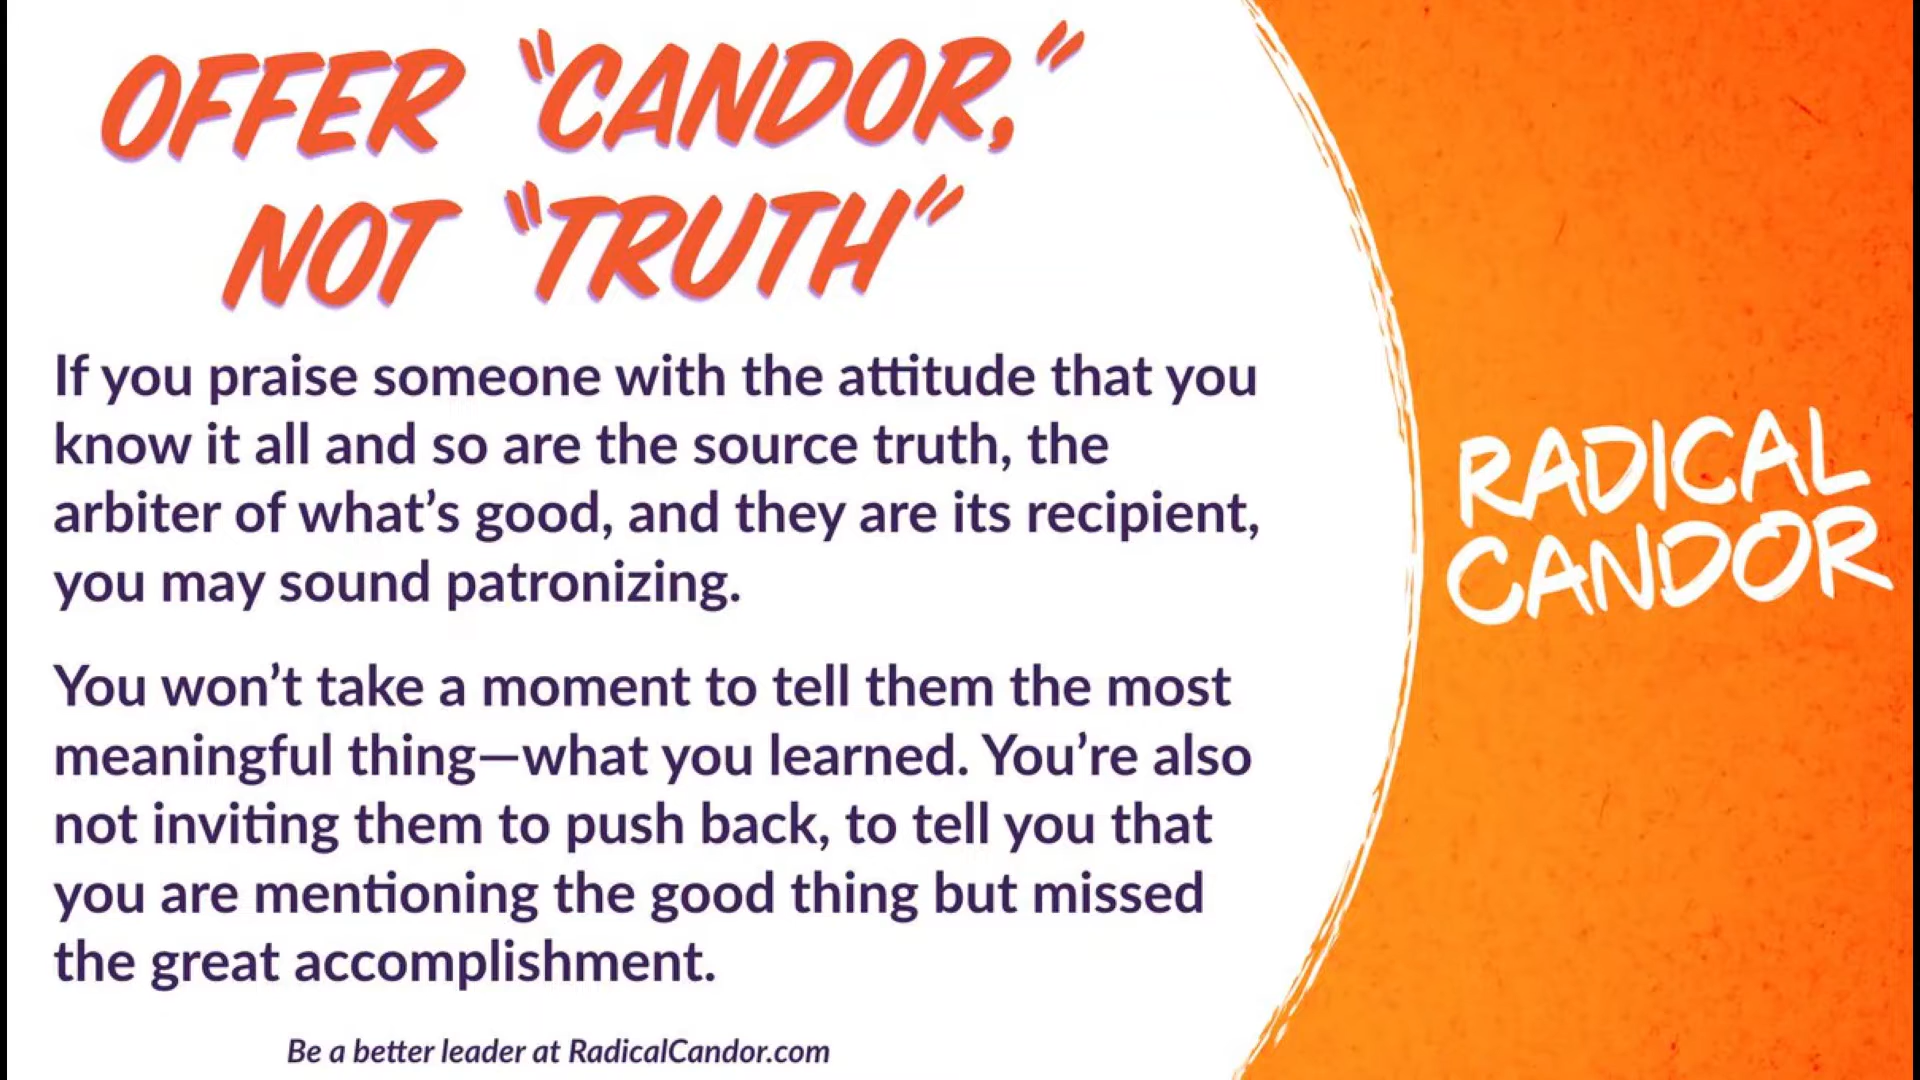 OFFER "CANDOR,"
NOT "TRUTH"
If you praise someone with the attitude that you
know it all and so are the source truth, the
arbiter of what's good, and they are its recipient,
you may sound patronizing.
You won't take a moment to tell them the most
meaningful thing—what you learned. You're also
not inviting them to push back, to tell you that
you are mentioning the good thing but missed
the great accomplishment.
Be a better leader at RadicalCandor.com
RADICAL
CANDOR